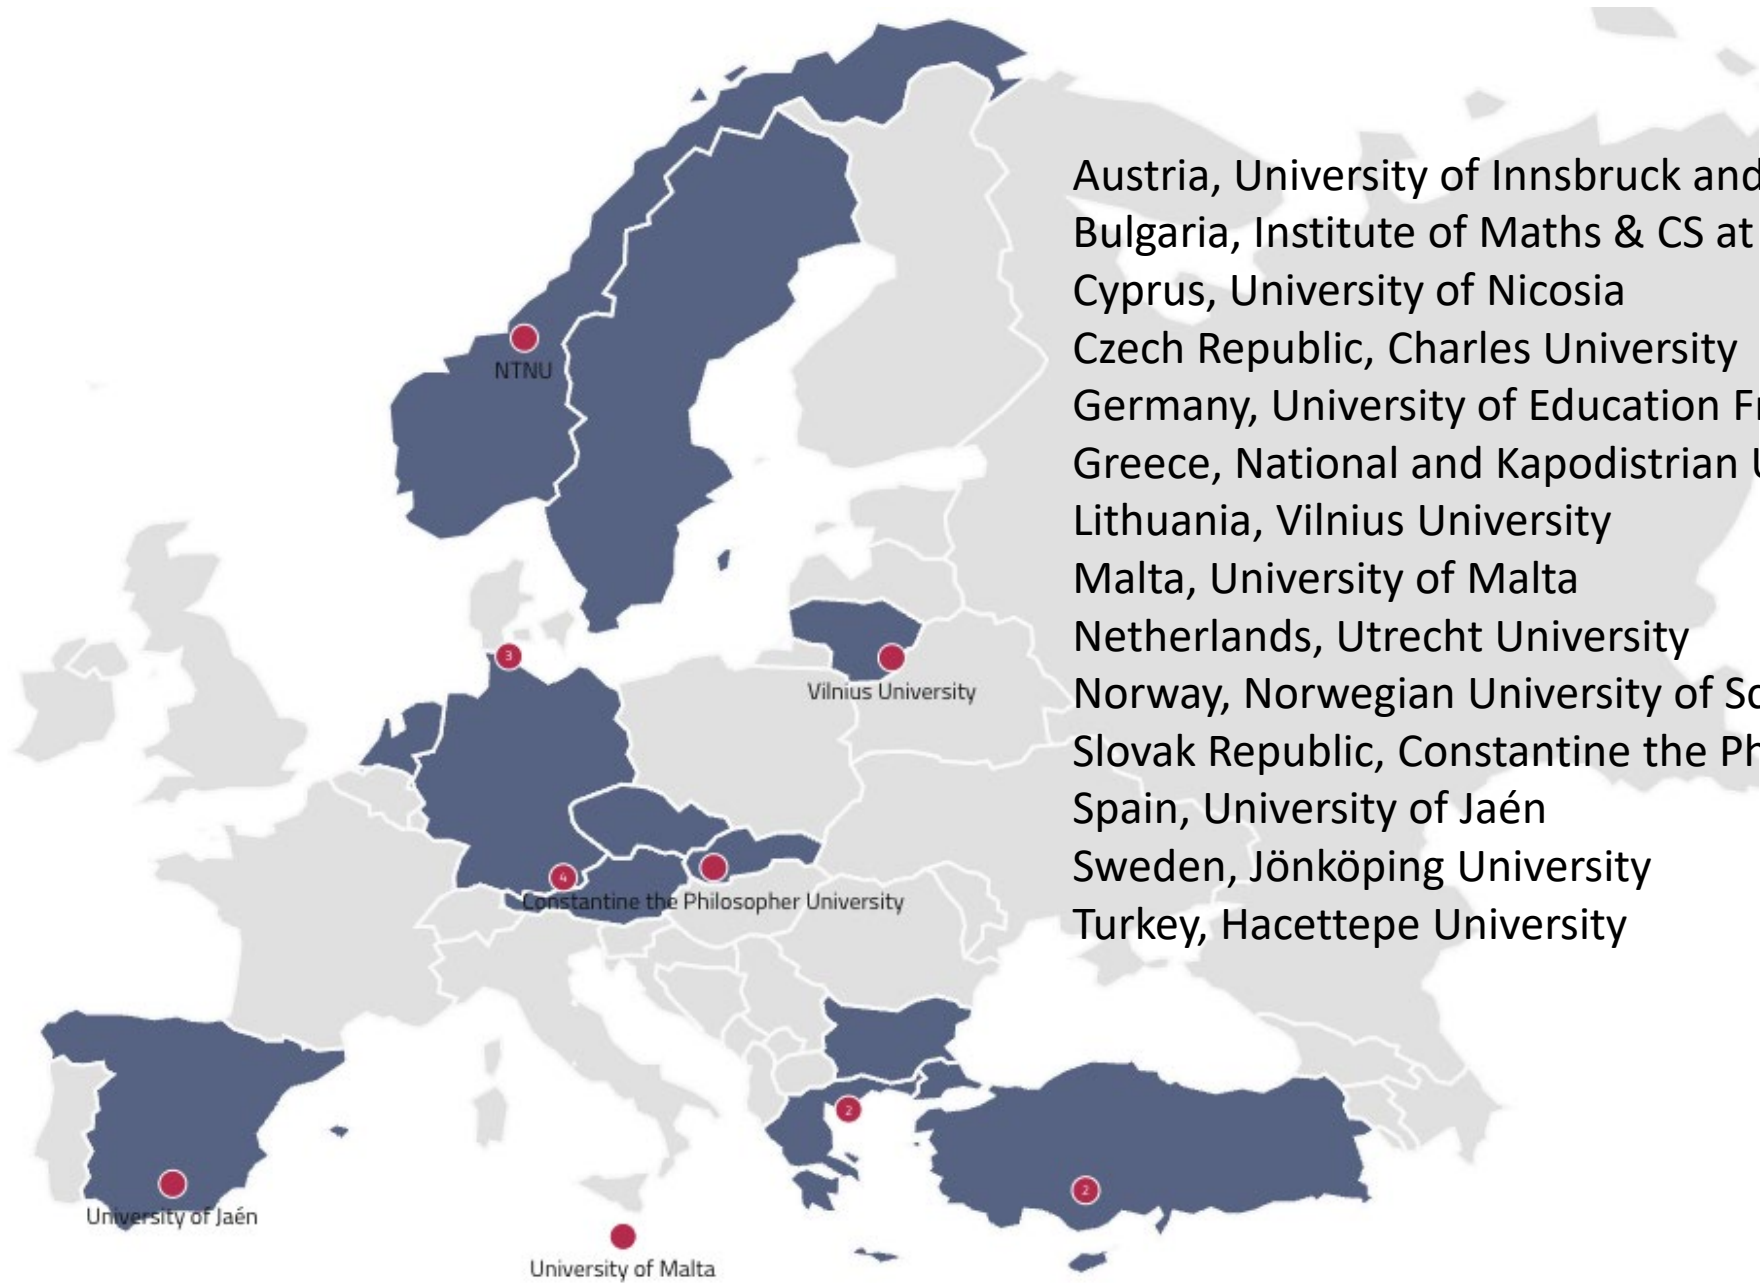 Austria, University of Innsbruck and
Bulgaria, Institute of Maths & CS at
Cyprus, University of Nicosia
Czech Republic, Charles University
Germany, University of Education Fr
Greece, National and Kapodistrian U
Lithuania, Vilnius University
Malta, University of Malta
Netherlands, Utrecht University
Norway, Norwegian University of Sc
Slovak Republic, Constantine the Ph
Spain, University of Jaén
Sweden, Jönköping University
Turkey, Hacettepe University
NTNU
3
Vilnius University
4
Constantine the Philosopher University
2
2
University of Jaén
University of Malta